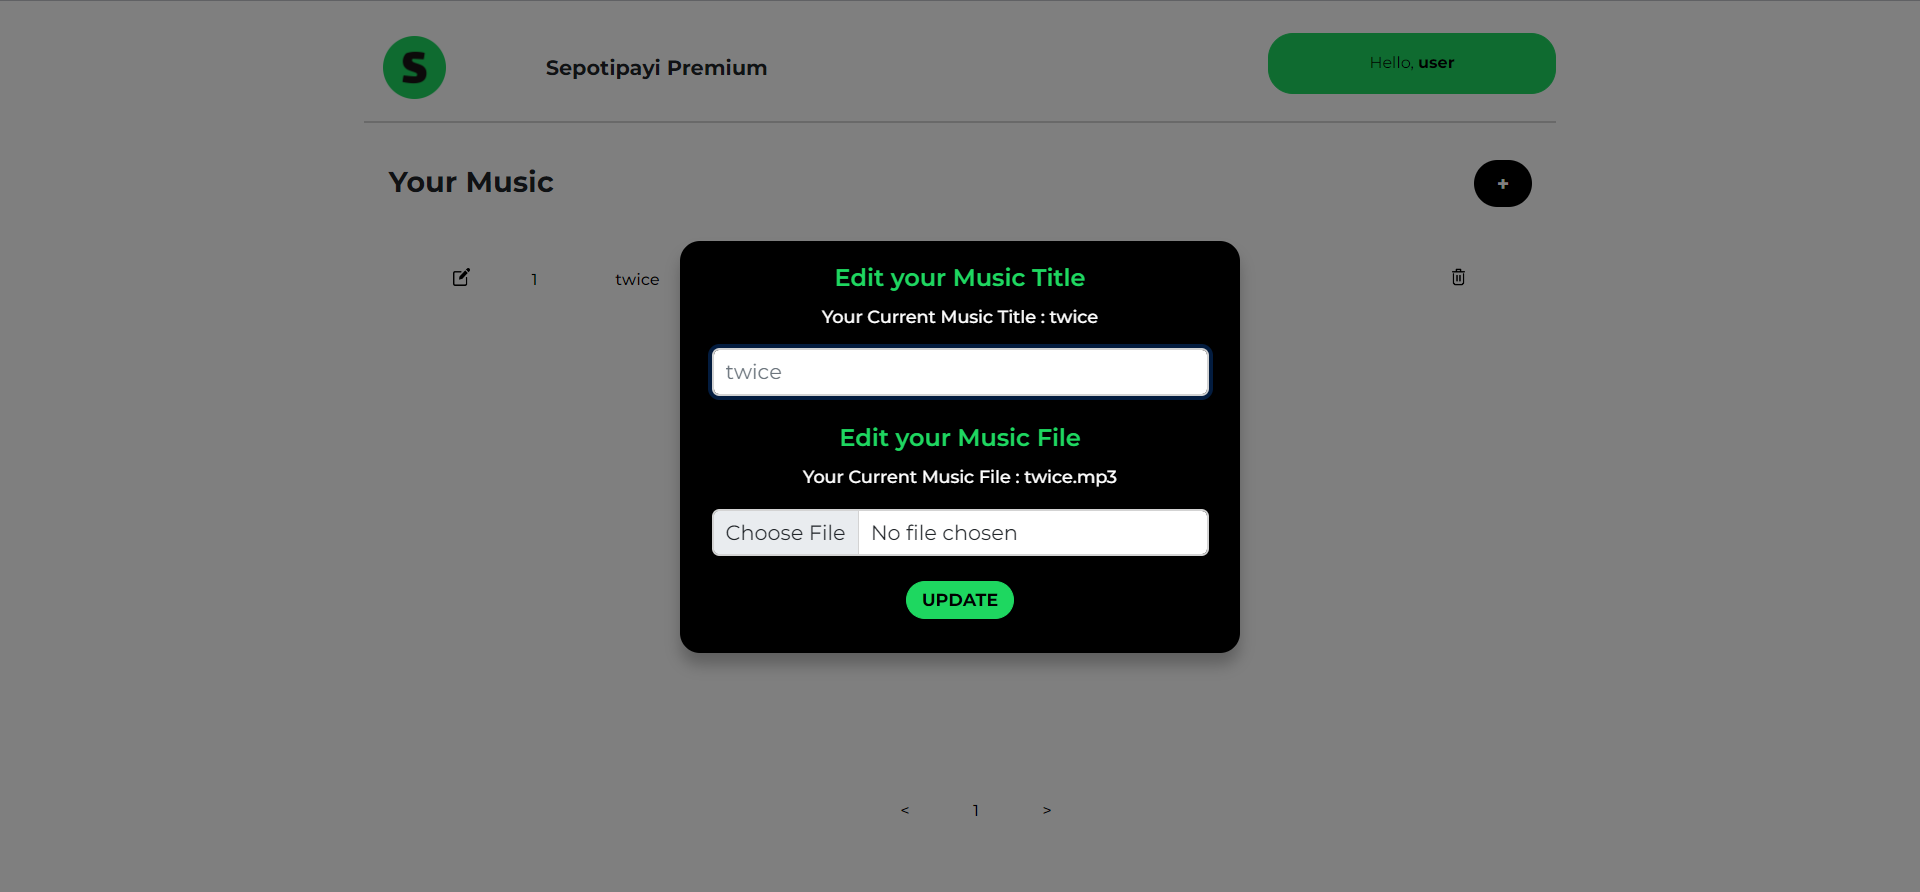 S
Sepotipayi Premium
Hello, user
Your Music
+
1
twice
Edit your Music Title
Your Current Music Title : twice
twice
Edit your Music File
Your Current Music File : twice.mp3
Choose File
No file chosen
UPDATE
<
1
>